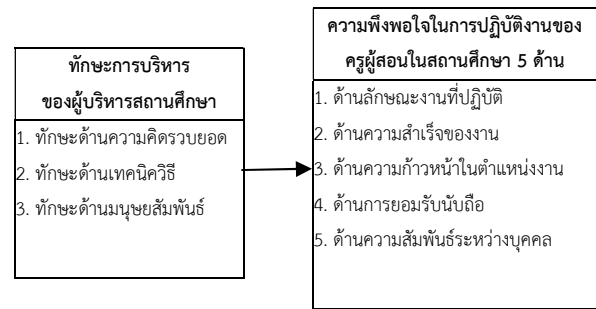 ทักษะการบริหาร
ของผู้บริหารสถานศึกษา
1. ทักษะด้านความคิดรวบยอด
2. ทักษะด้านเทคนิควิธี
3. ทักษะด้านมนุษยสัมพันธ์
ความพึงพอใจในการปฏิบัติงานของ
ครูผู้สอนในสถานศึกษา 5 ด้าน
1. ด้านลักษณะงานที่ปฏิบัติ
2. ด้านความสำเร็จของงาน
3. ด้านความก้าวหน้าในตำแหน่งงาน
4. ด้านการยอมรับนับถือ
5. ด้านความสัมพันธ์ระหว่างบุคคล